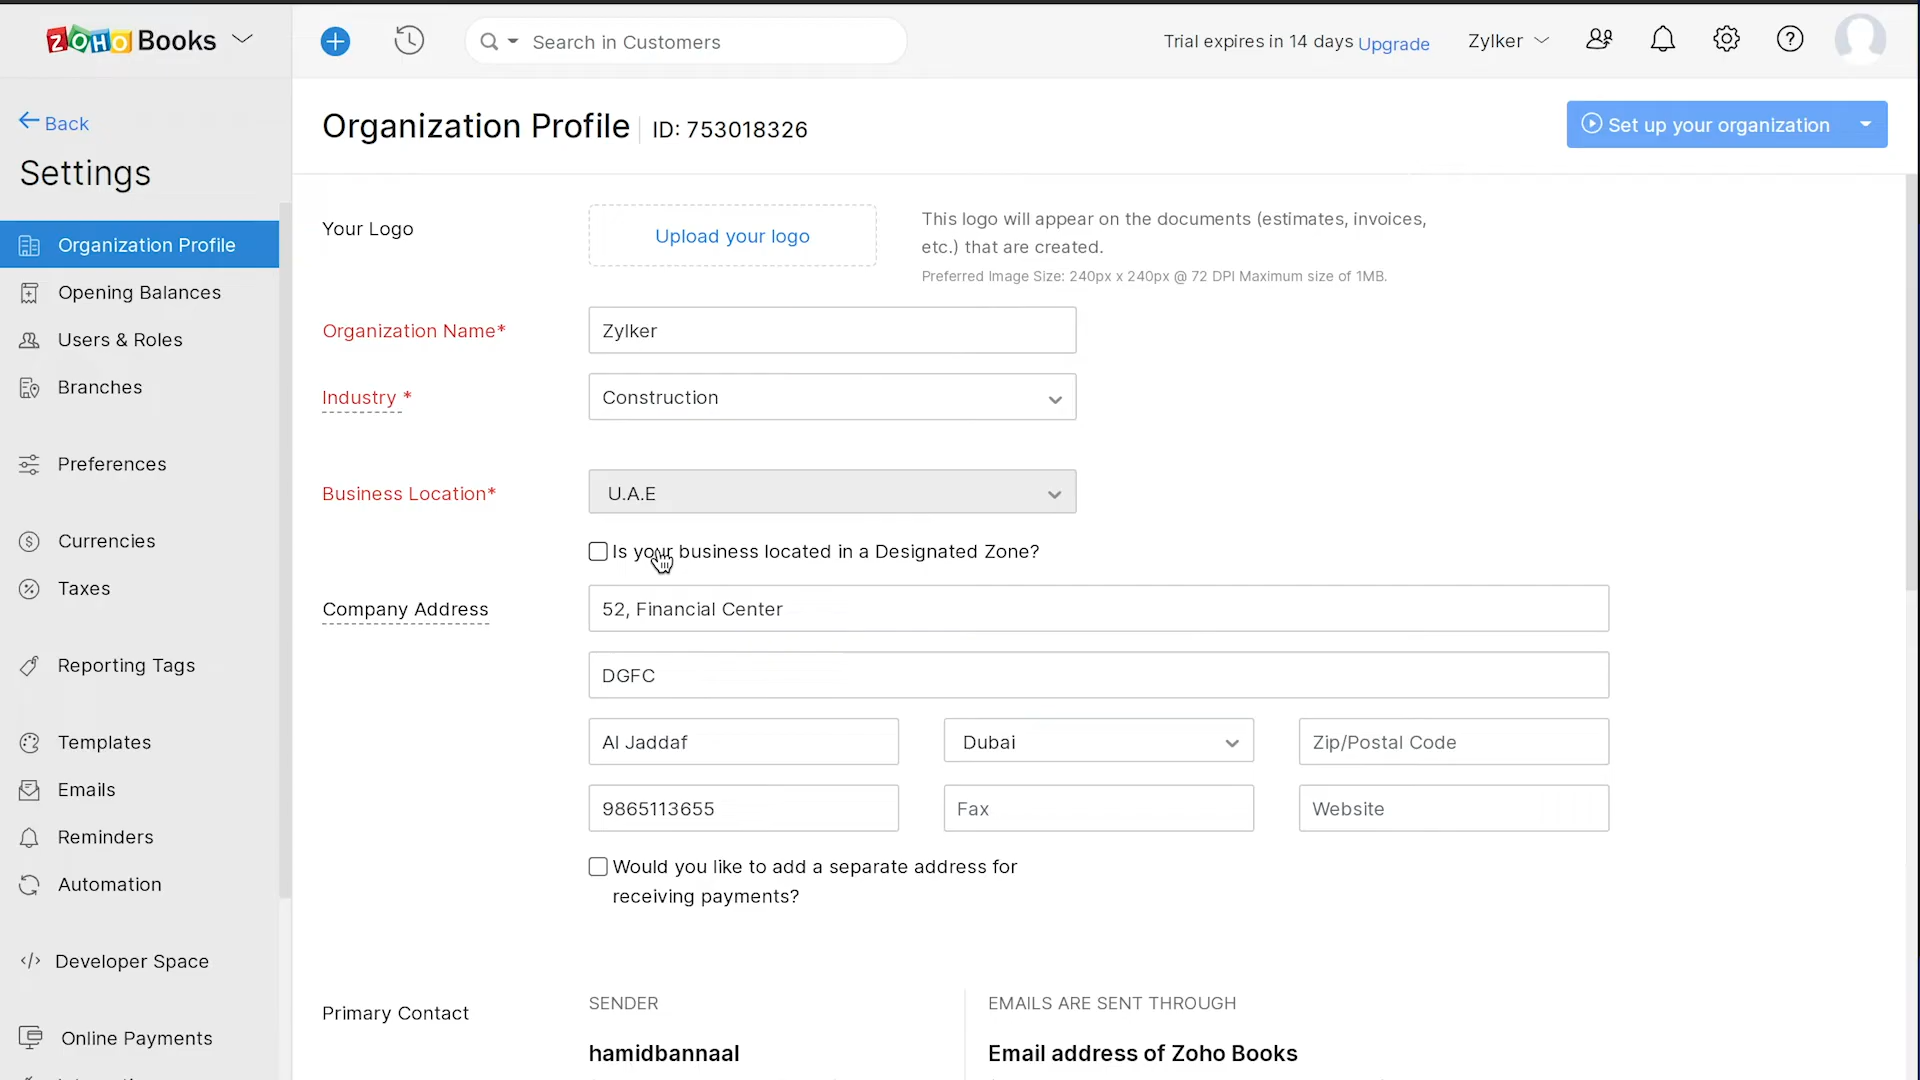 ZOHO Books
Search in Customers
Trial expires in 14 days Upgrade
Zylker
Back
Settings
Organization Profile
Opening Balances
Users & Roles
Branches
Preferences
Currencies
Taxes
Reporting Tags
Templates
Emails
Reminders
Automation
</> Developer Space
Online Payments
Organization Profile ID: 753018326
Set up your organization
Your Logo
Upload your logo
This logo will appear on the documents (estimates, invoices,
etc.) that are created.
Preferred Image Size: 240px x 240px @ 72 DPI Maximum size of 1MB.
Organization Name*
Zylker
Industry *
Construction
Business Location*
U.A.E
Is your business located in a Designated Zone?
Company Address
52, Financial Center
DGFC
Al Jaddaf
Dubai
Zip/Postal Code
9865113655
Fax
Website
Would you like to add a separate address for
receiving payments?
Primary Contact
SENDER
EMAILS ARE SENT THROUGH
hamidbannaal
Email address of Zoho Books